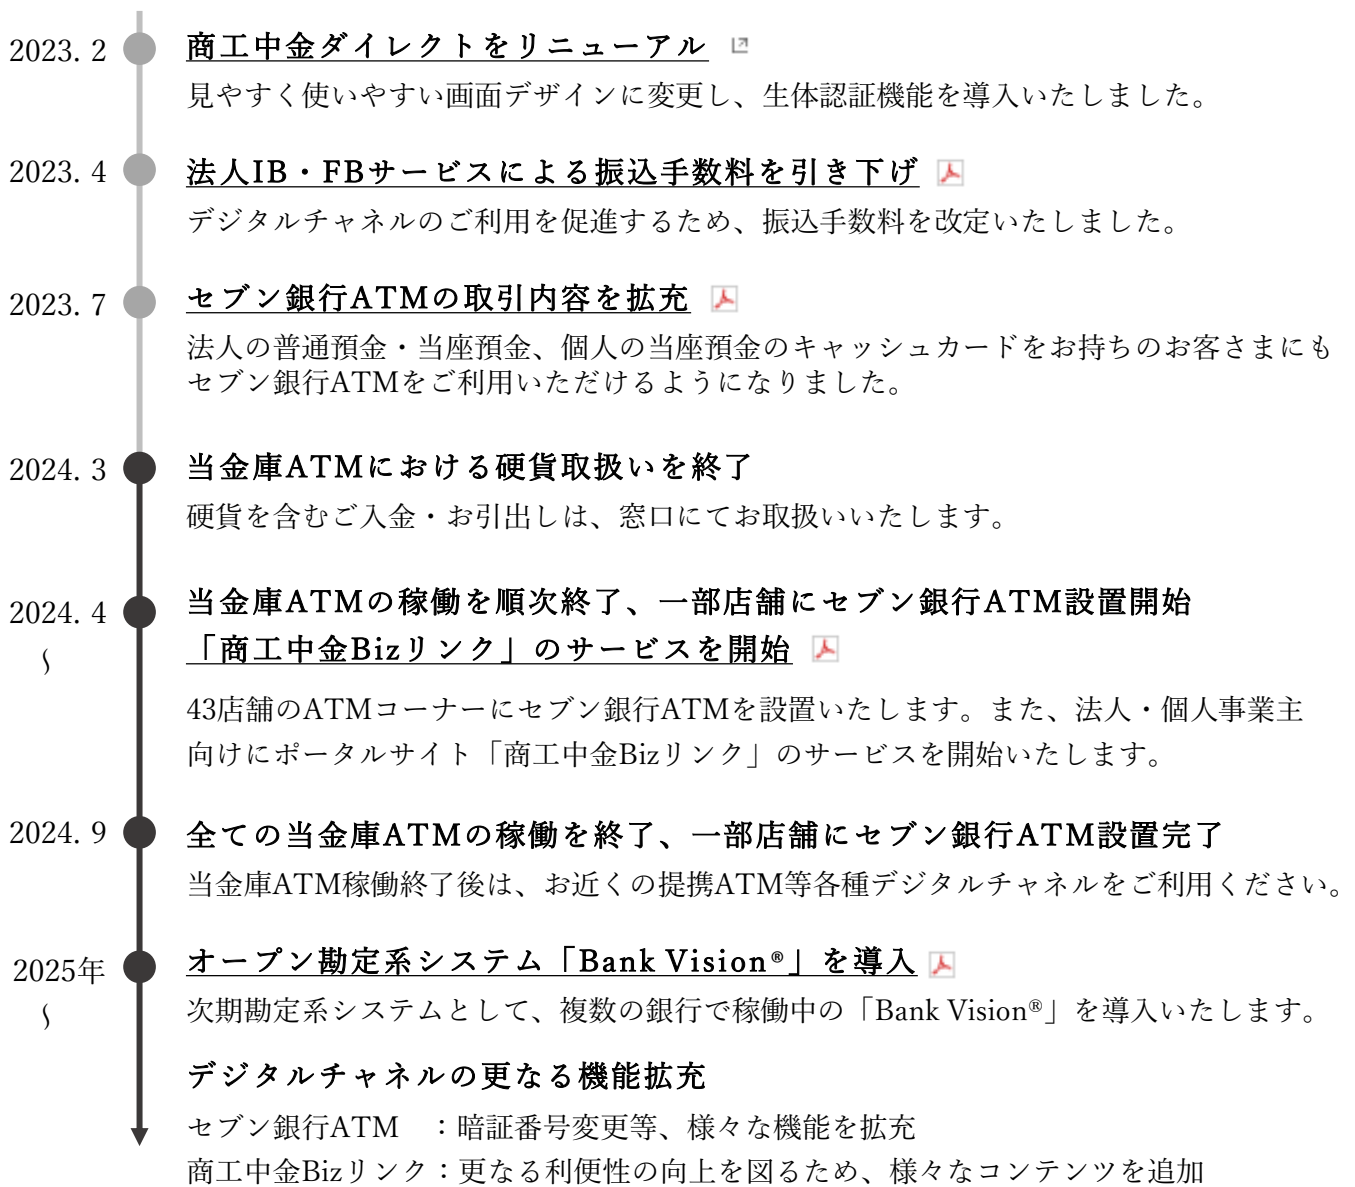 2023. 2
商工中金ダイレクトをリニューアル
見やすく使いやすい画面デザインに変更し、生体認証機能を導入いたしました。
2023. 4
法人IB・FBサービスによる振込手数料を引き下げ
デジタルチャネルのご利用を促進するため、振込手数料を改定いたしました。
2023. 7
セブン銀行ATMの取引内容を拡充
法人の普通預金・当座預金、個人の当座預金のキャッシュカードをお持ちのお客さまにも
セブン銀行ATMをご利用いただけるようになりました。
2024. 3
当金庫ATMにおける硬貨取扱いを終了
硬貨を含むご入金・お引出しは、窓口にてお取扱いいたします。
2024. 4
～
当金庫ATMの稼働を順次終了、一部店舗にセブン銀行ATM設置開始
「商工中金Bizリンク」のサービスを開始
43店舗のATMコーナーにセブン銀行ATMを設置いたします。また、法人・個人事業主
向けにポータルサイト「商工中金Bizリンク」のサービスを開始いたします。
2024. 9
全ての当金庫ATMの稼働を終了、一部店舗にセブン銀行ATM設置完了
当金庫ATM稼働終了後は、お近くの提携ATM等各種デジタルチャネルをご利用ください。
2025年
～
オープン勘定系システム「Bank Vision®」を導入
次期勘定系システムとして、複数の銀行で稼働中の「Bank Vision®」を導入いたします。
デジタルチャネルの更なる機能拡充
セブン銀行ATM　：暗証番号変更等、様々な機能を拡充
商工中金Bizリンク：更なる利便性の向上を図るため、様々なコンテンツを追加